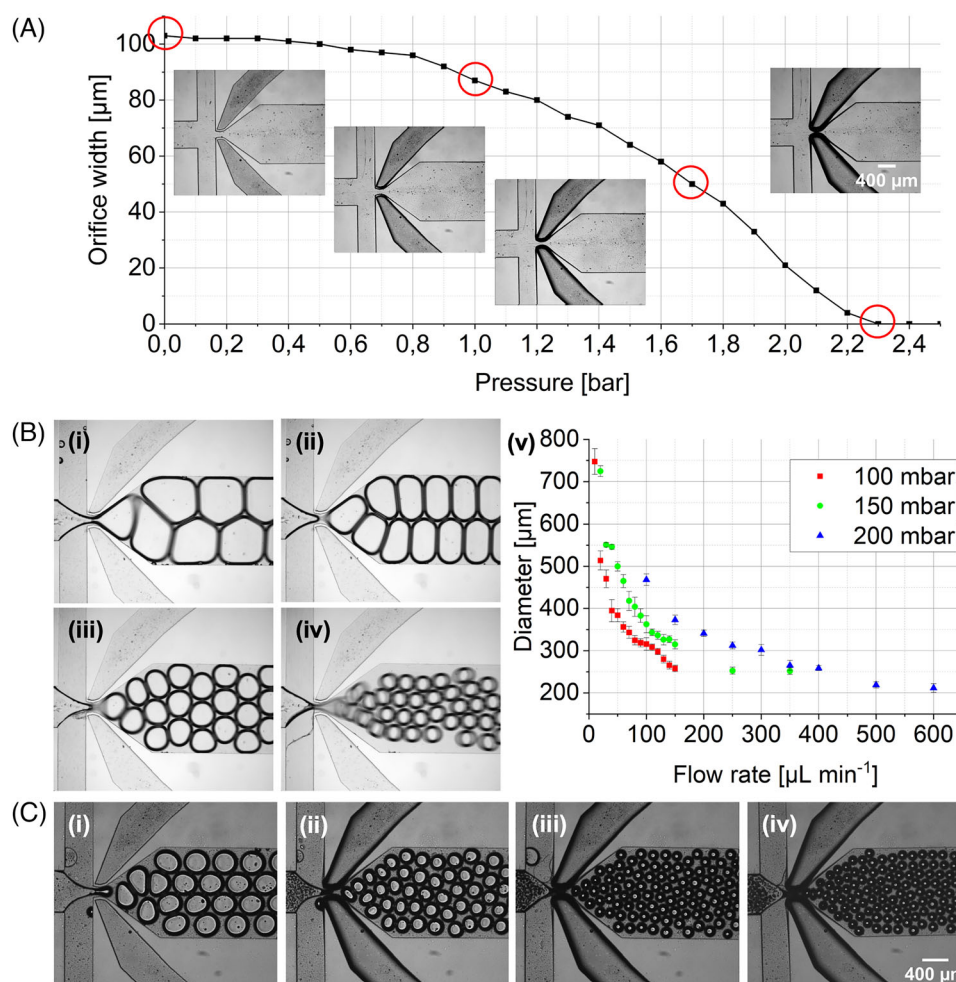 (A)
Orifice width [µm]
100
80
60
40
20
0
400 µm
0,0 0,2 0,4 0,6 0,8 1,0 1,2 1,4 1,6 1,8 2,0 2,2 2,4
Pressure [bar]
(B)
(i)
(ii)
(iii)
(iv)
(v)
Diameter [µm]
800
700
600
500
400
300
200
100 mbar
150 mbar
200 mbar
0 100 200 300 400 500 600
Flow rate [µL min⁻¹]
(C)
(i)
(ii)
(iii)
(iv)
400 µm